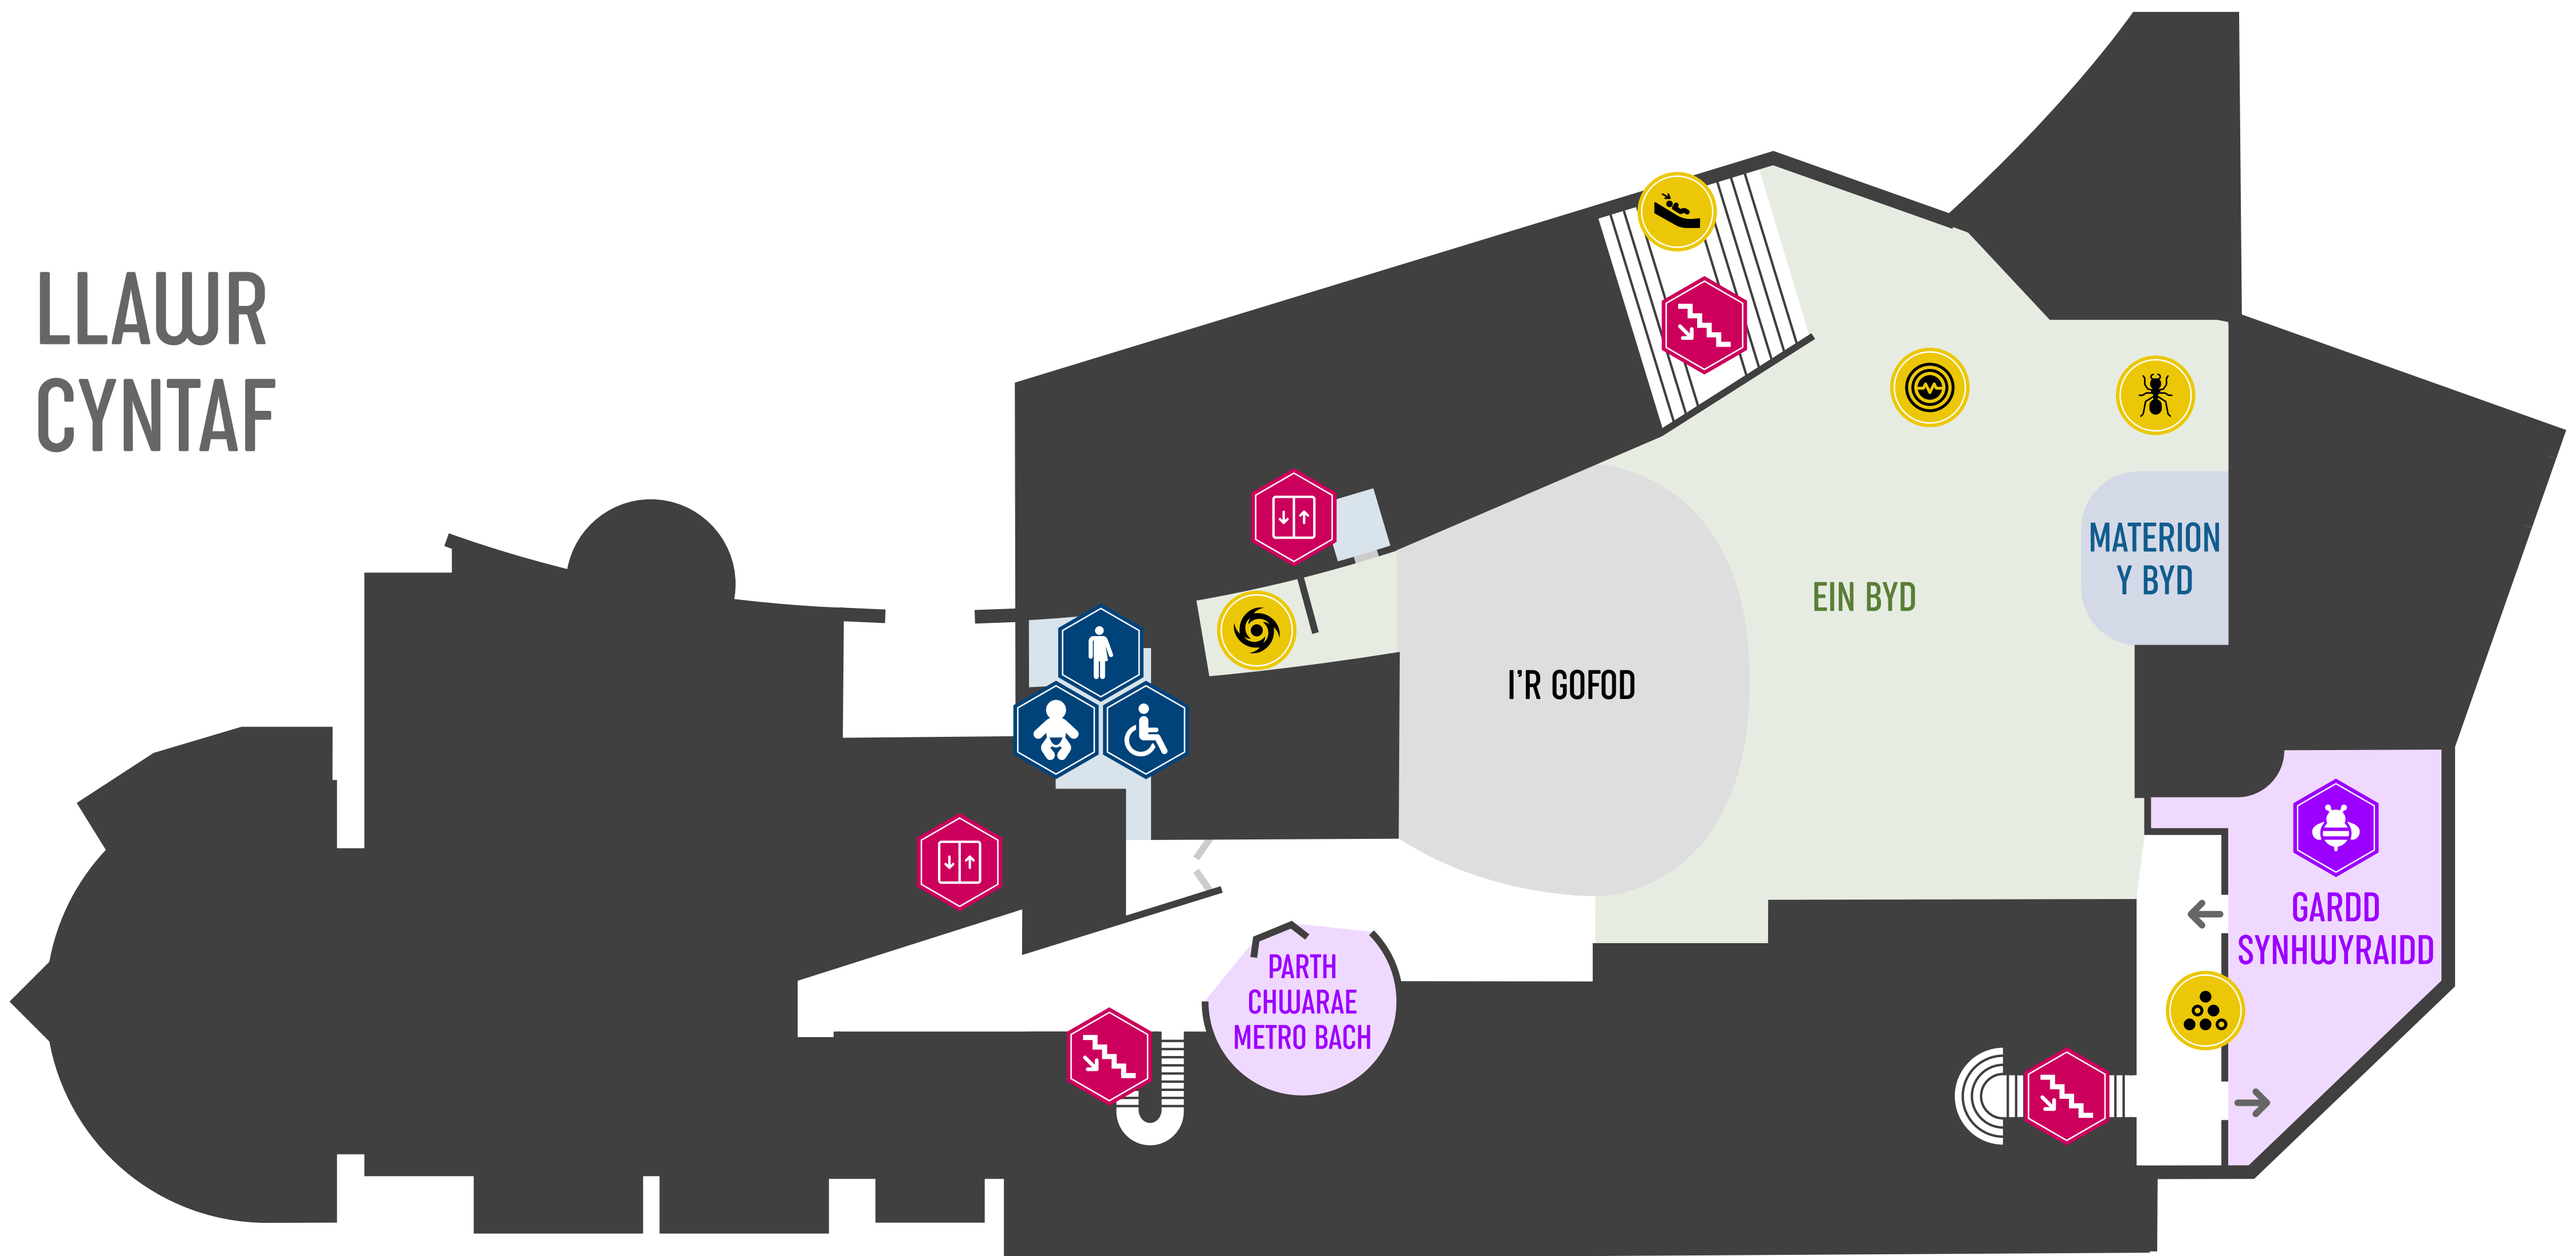 LLAWR
CYNTAF
MATERION
Y BYD
EIN BYD
I'R GOFOD
GARDD
SYNHWYRAIDD
PARTH
CHWARAE
METRO BACH